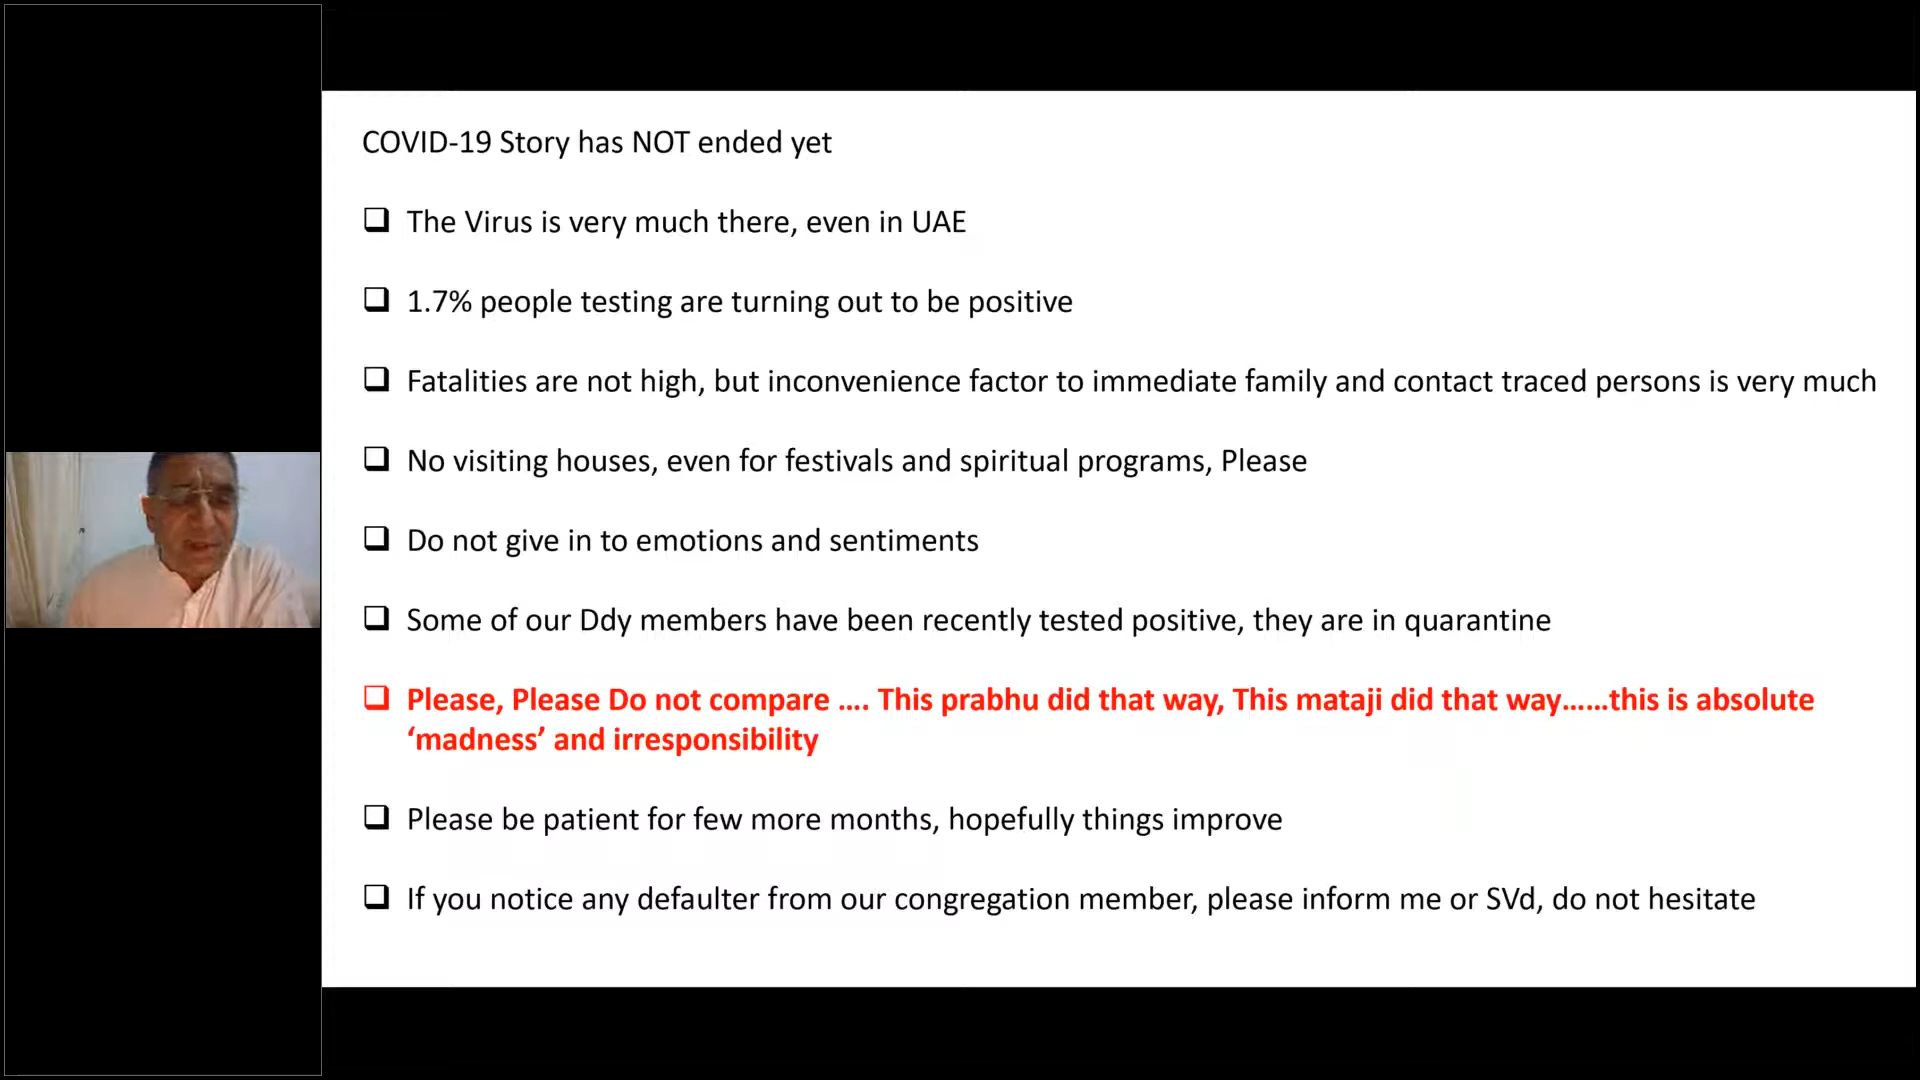 COVID-19 Story has NOT ended yet
The Virus is very much there, even in UAE
1.7% people testing are turning out to be positive
Fatalities are not high, but inconvenience factor to immediate family and contact traced persons is very much
No visiting houses, even for festivals and spiritual programs, Please
Do not give in to emotions and sentiments
Some of our Ddy members have been recently tested positive, they are in quarantine
Please, Please Do not compare …. This prabhu did that way, This mataji did that way……this is absolute
‘madness’ and irresponsibility
Please be patient for few more months, hopefully things improve
If you notice any defaulter from our congregation member, please inform me or SVd, do not hesitate